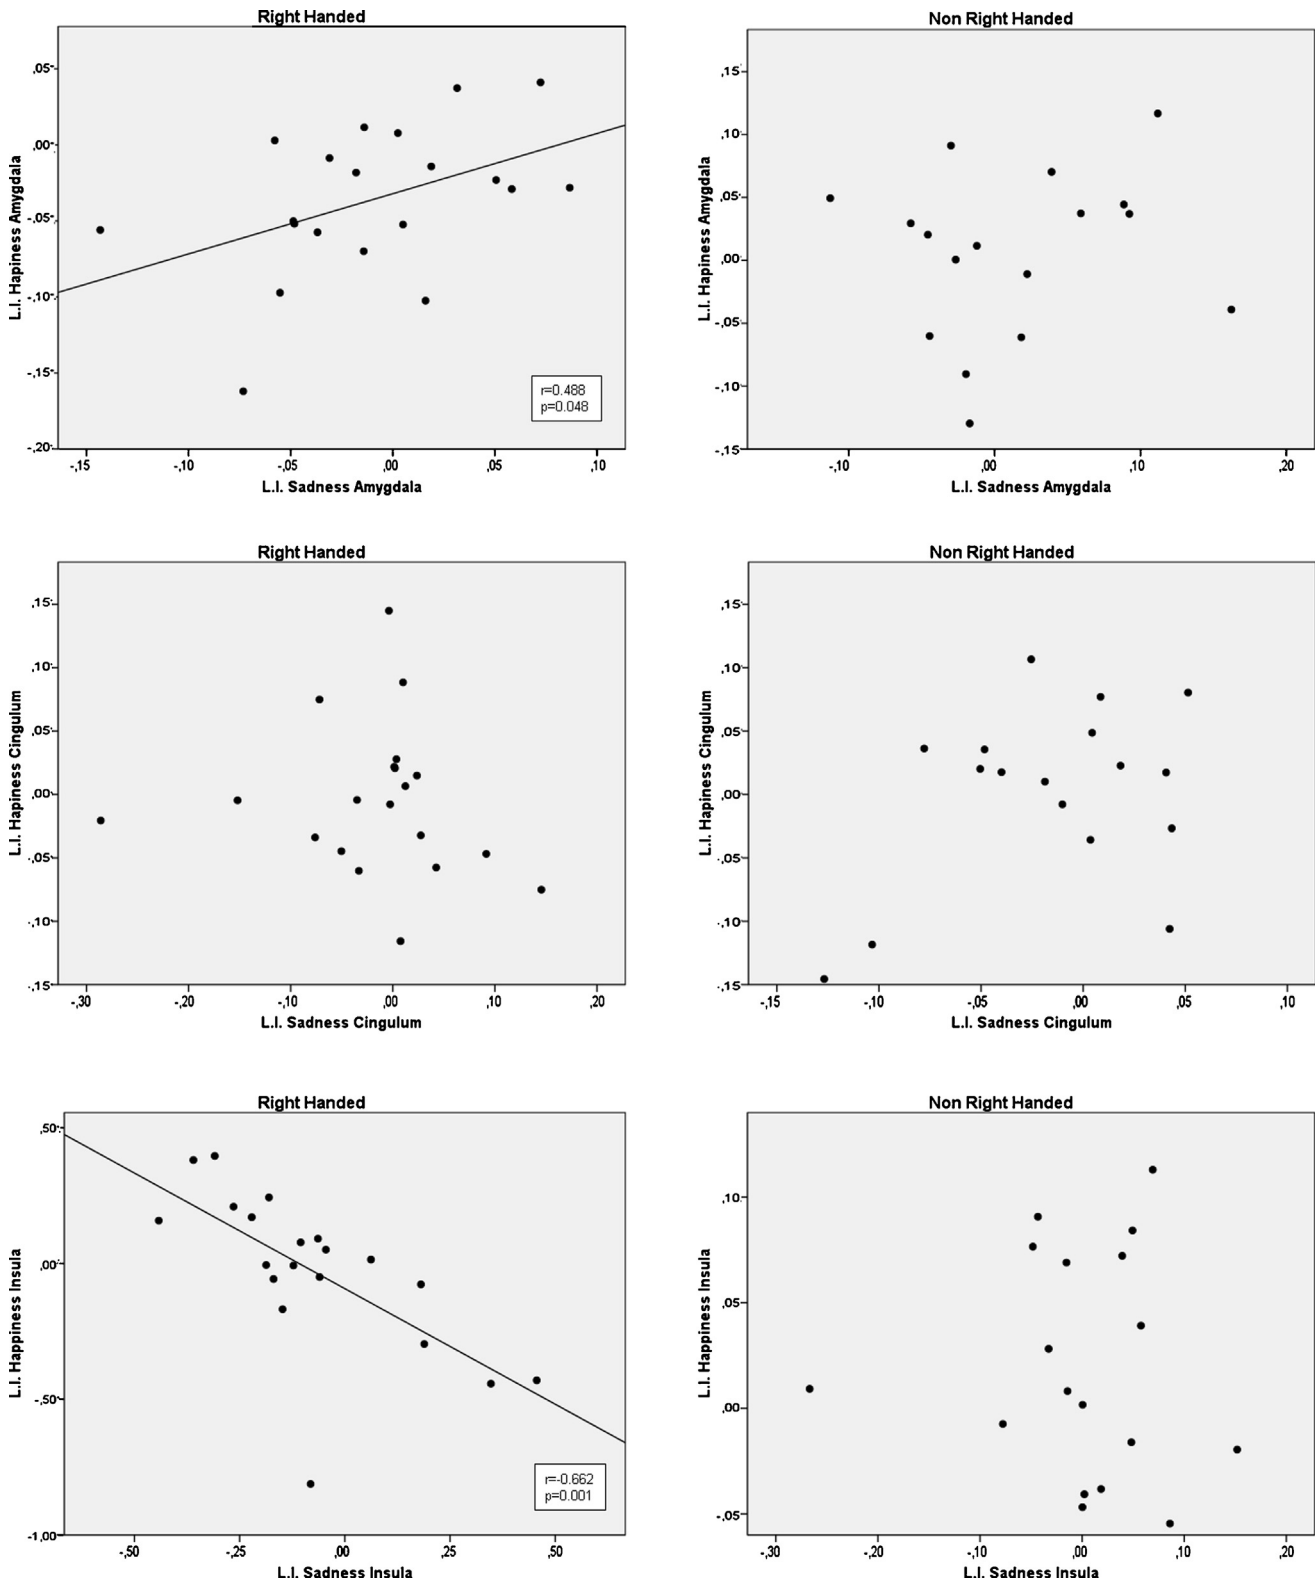 Right Handed
,05
,00
-,05
-,10
-,15
-,20
L.I. Hapiness Amygdala
r=0.488
p=0.048
-,15 -,10 -,05 ,00 ,05 ,10
L.I. Sadness Amygdala
Non Right Handed
,15
,10
,05
,00
-,05
-,10
-,15
L.I. Hapiness Amygdala
-,10 ,00 ,10 ,20
L.I. Sadness Amygdala
Right Handed
,15
,10
,05
,00
-,05
-,10
-,15
L.I. Hapiness Cingulum
-,30 -,20 -,10 ,00 ,10 ,20
L.I. Sadness Cingulum
Non Right Handed
,15
,10
,05
,00
-,05
-,10
-,15
L.I. Hapiness Cingulum
-,15 -,10 -,05 ,00 ,05 ,10
L.I. Sadness Cingulum
Right Handed
,50
,00
-,50
-1,00
L.I. Happiness Insula
r=-0.662
p=0.001
-,50 -,25 ,00 ,25 ,50
L.I. Sadness Insula
Non Right Handed
,10
,05
,00
-,05
L.I. Happiness Insula
-,30 -,20 -,10 ,00 ,10 ,20
L.I. Sadness Insula